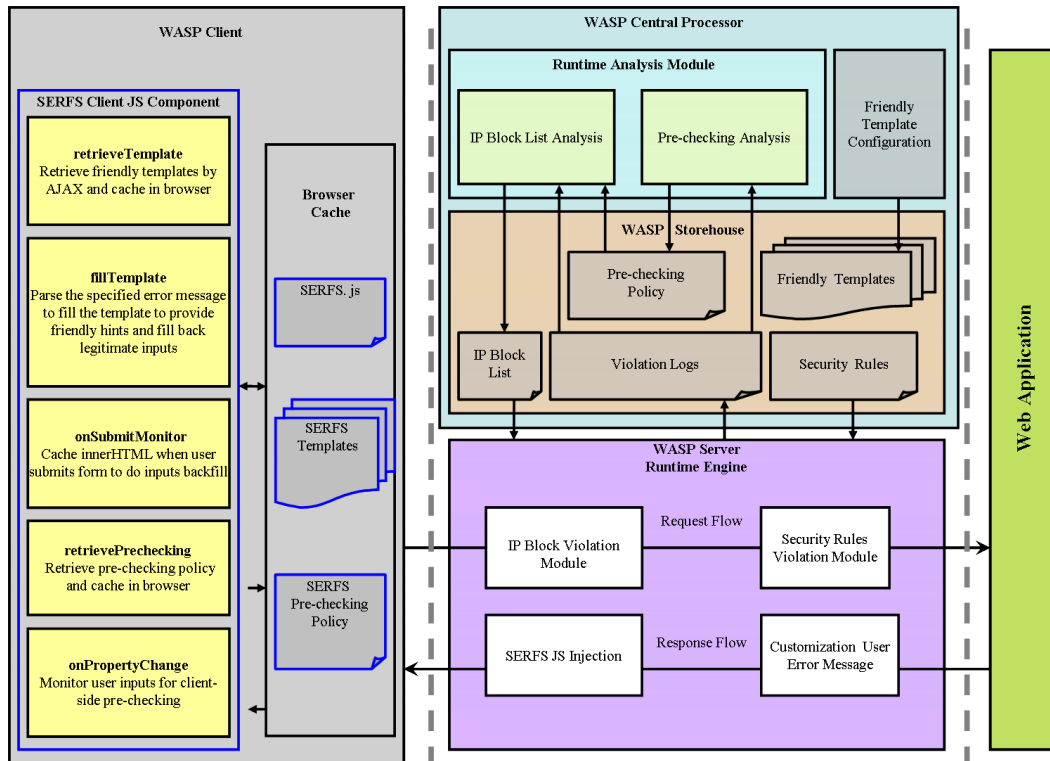 WASP Client
SERFS Client JS Component
retrieveTemplate
Retrieve friendly templates by
AJAX and cache in browser
fillTemplate
Parse the specified error message
to fill the template to provide
friendly hints and fill back
legitimate inputs
onSubmitMonitor
Cache innerHTML when user
submits form to do inputs backfill
retrievePrechecking
Retrieve pre-checking policy
and cache in browser
onPropertyChange
Monitor user inputs for client-
side pre-checking
Browser
Cache
SERFS. js
SERFS
Templates
SERFS
Pre-checking
Policy
WASP Central Processor
Runtime Analysis Module
IP Block List Analysis
Pre-checking Analysis
Friendly
Template
Configuration
WASP Storehouse
Pre-checking
Policy
Friendly Templates
IP Block
List
Violation Logs
Security Rules
WASP Server
Runtime Engine
IP Block Violation
Module
Request Flow
Security Rules
Violation Module
SERFS JS Injection
Response Flow
Customization User
Error Message
Web Application